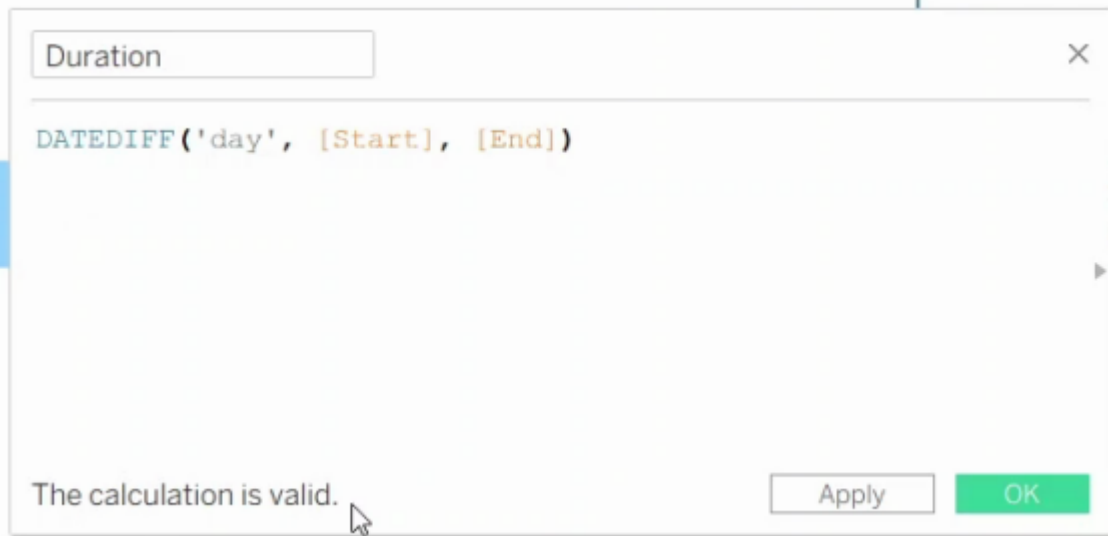 Duration
DATEDIFF('day', [Start], [End])
The calculation is valid.
Apply
OK